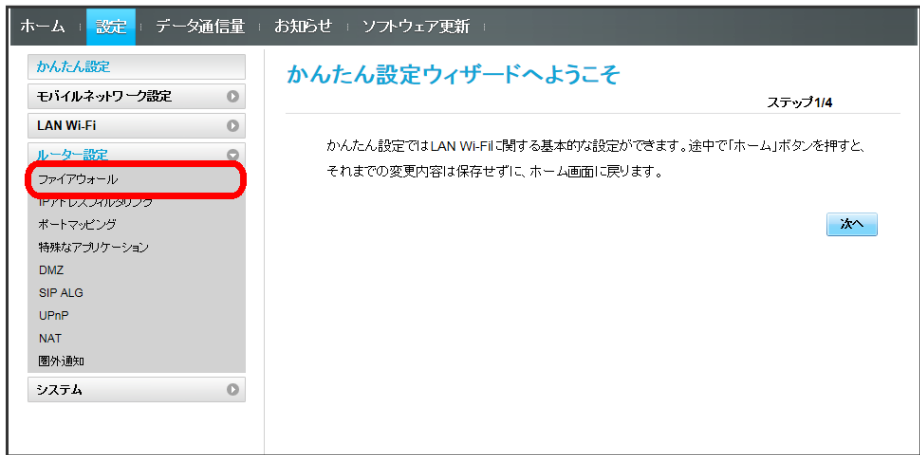 ホーム 設定 データ通信量 お知らせ ソフトウェア更新
かんたん設定
モバイルネットワーク設定
LAN Wi-Fi
ルーター設定
ファイアウォール
IPアドレスフィルタリング
ポートマッピング
特殊なアプリケーション
DMZ
SIP ALG
UPnP
NAT
圏外通知
システム
かんたん設定ウィザードへようこそ
ステップ1/4
かんたん設定ではLAN Wi-Fiに関する基本的な設定ができます。途中で「ホーム」ボタンを押すと、
それまでの変更内容は保存せずに、ホーム画面に戻ります。
次へ